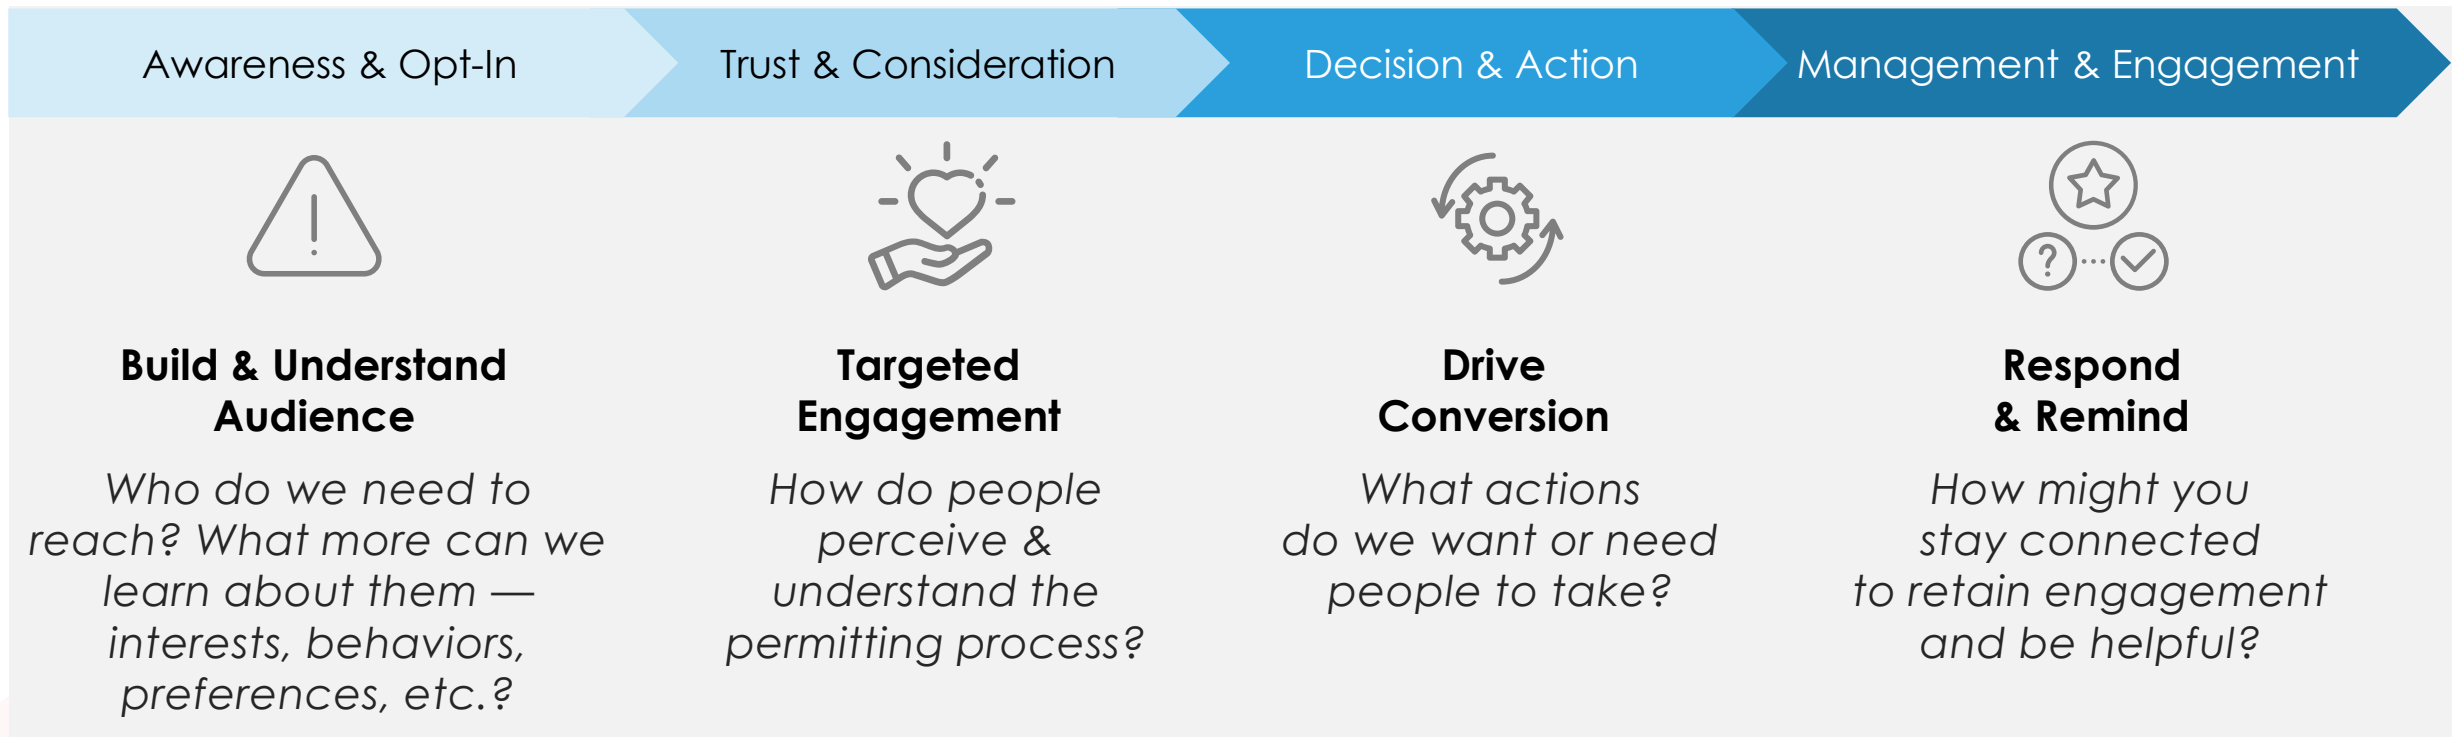 Awareness & Opt-In
Trust & Consideration
Decision & Action
Management & Engagement
Build & Understand
Audience
Who do we need to
reach? What more can we
learn about them —
interests, behaviors,
preferences, etc.?
Targeted
Engagement
How do people
perceive &
understand the
permitting process?
Drive
Conversion
What actions
do we want or need
people to take?
Respond
& Remind
How might you
stay connected
to retain engagement
and be helpful?